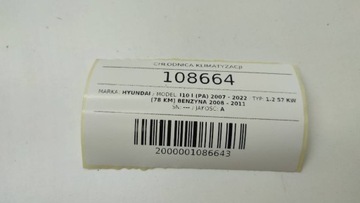 CHŁODNICA KLIMATYZACJI
108664
MARKA: HYUNDAI / MODEL: I10 I (PA) 2007 - 2022 TYP: 1.2 57 KW
(78 KM) BENZYNA 2008 - 2011
SN: --- / JAKOŚĆ: A
2000001086643